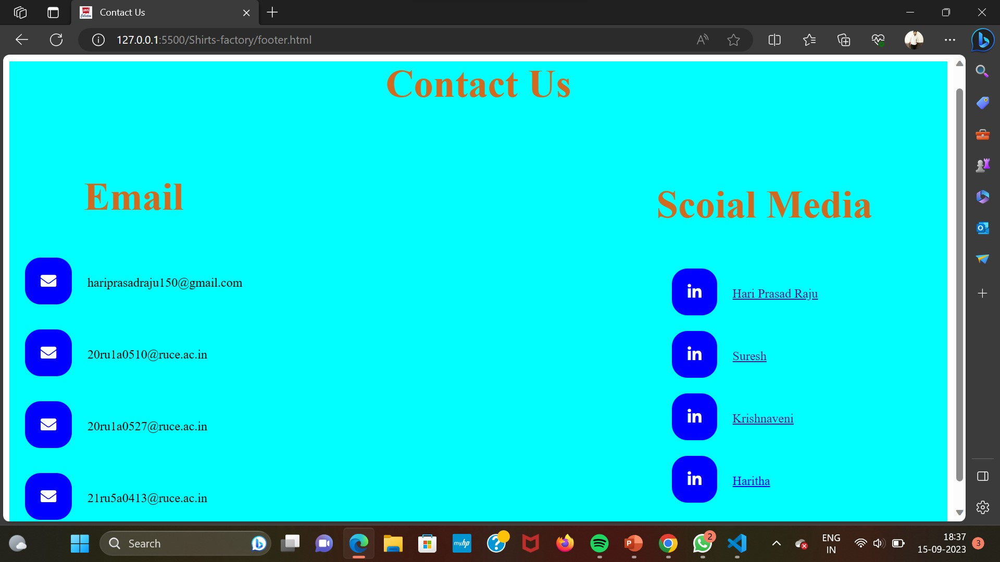 Contact Us
127.0.0.1:5500/Shirts-factory/footer.html
Contact Us
Email
Scoial Media
hariprasadraju150@gmail.com
Hari Prasad Raju
20ru1a0510@ruce.ac.in
Suresh
20ru1a0527@ruce.ac.in
Krishnaveni
21ru5a0413@ruce.ac.in
Haritha
in
in
in
in
Search
myhp
2
ENG
IN
18:37
15-09-2023
3